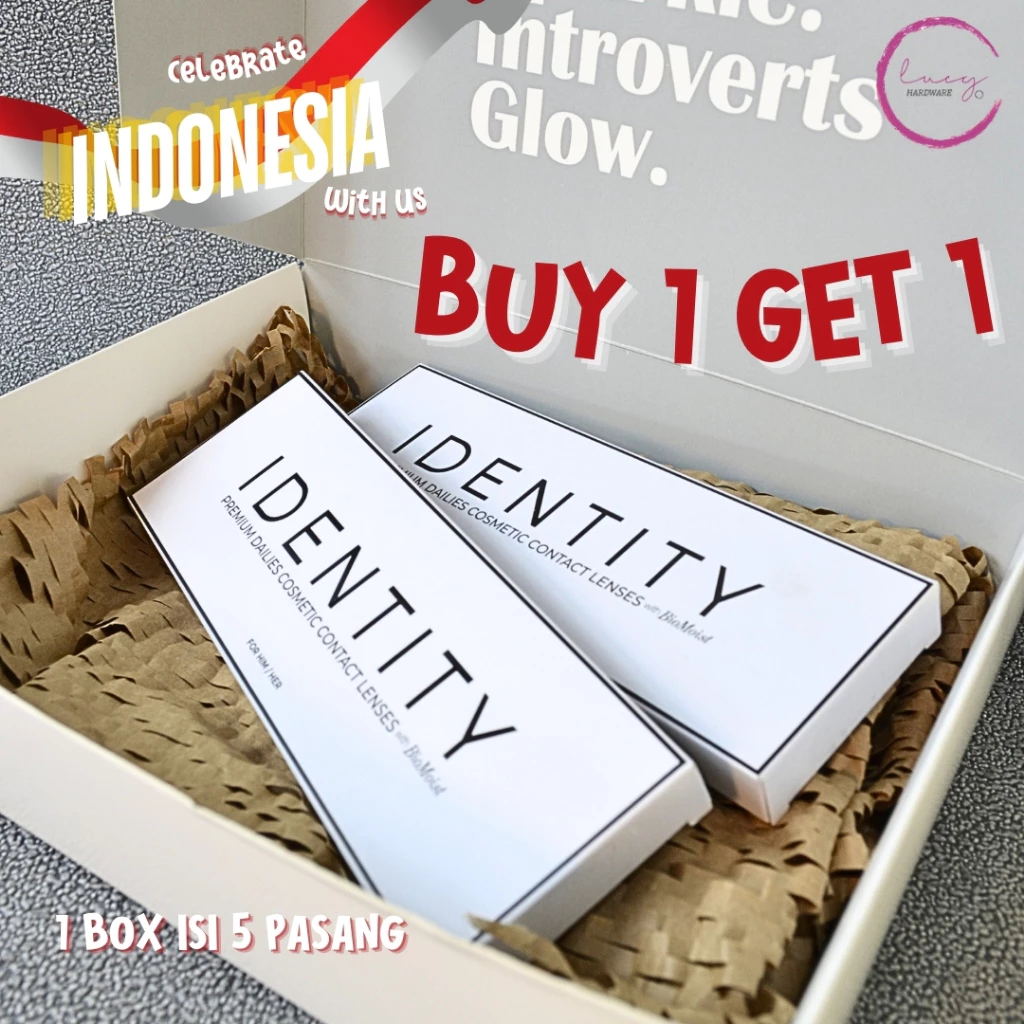 Introverts
Glow.
Lucy
HARDWARE
CELEBRATE
INDONESIA
WITH US
BUY 1 GET 1
IDENTITY
PREMIUM DAILIES COSMETIC CONTACT LENSES with BioMoist
FOR HIM / HER
IDENTITY
DAILIES COSMETIC CONTACT LENSES with BioMoist
1 BOX ISI 5 PASANG